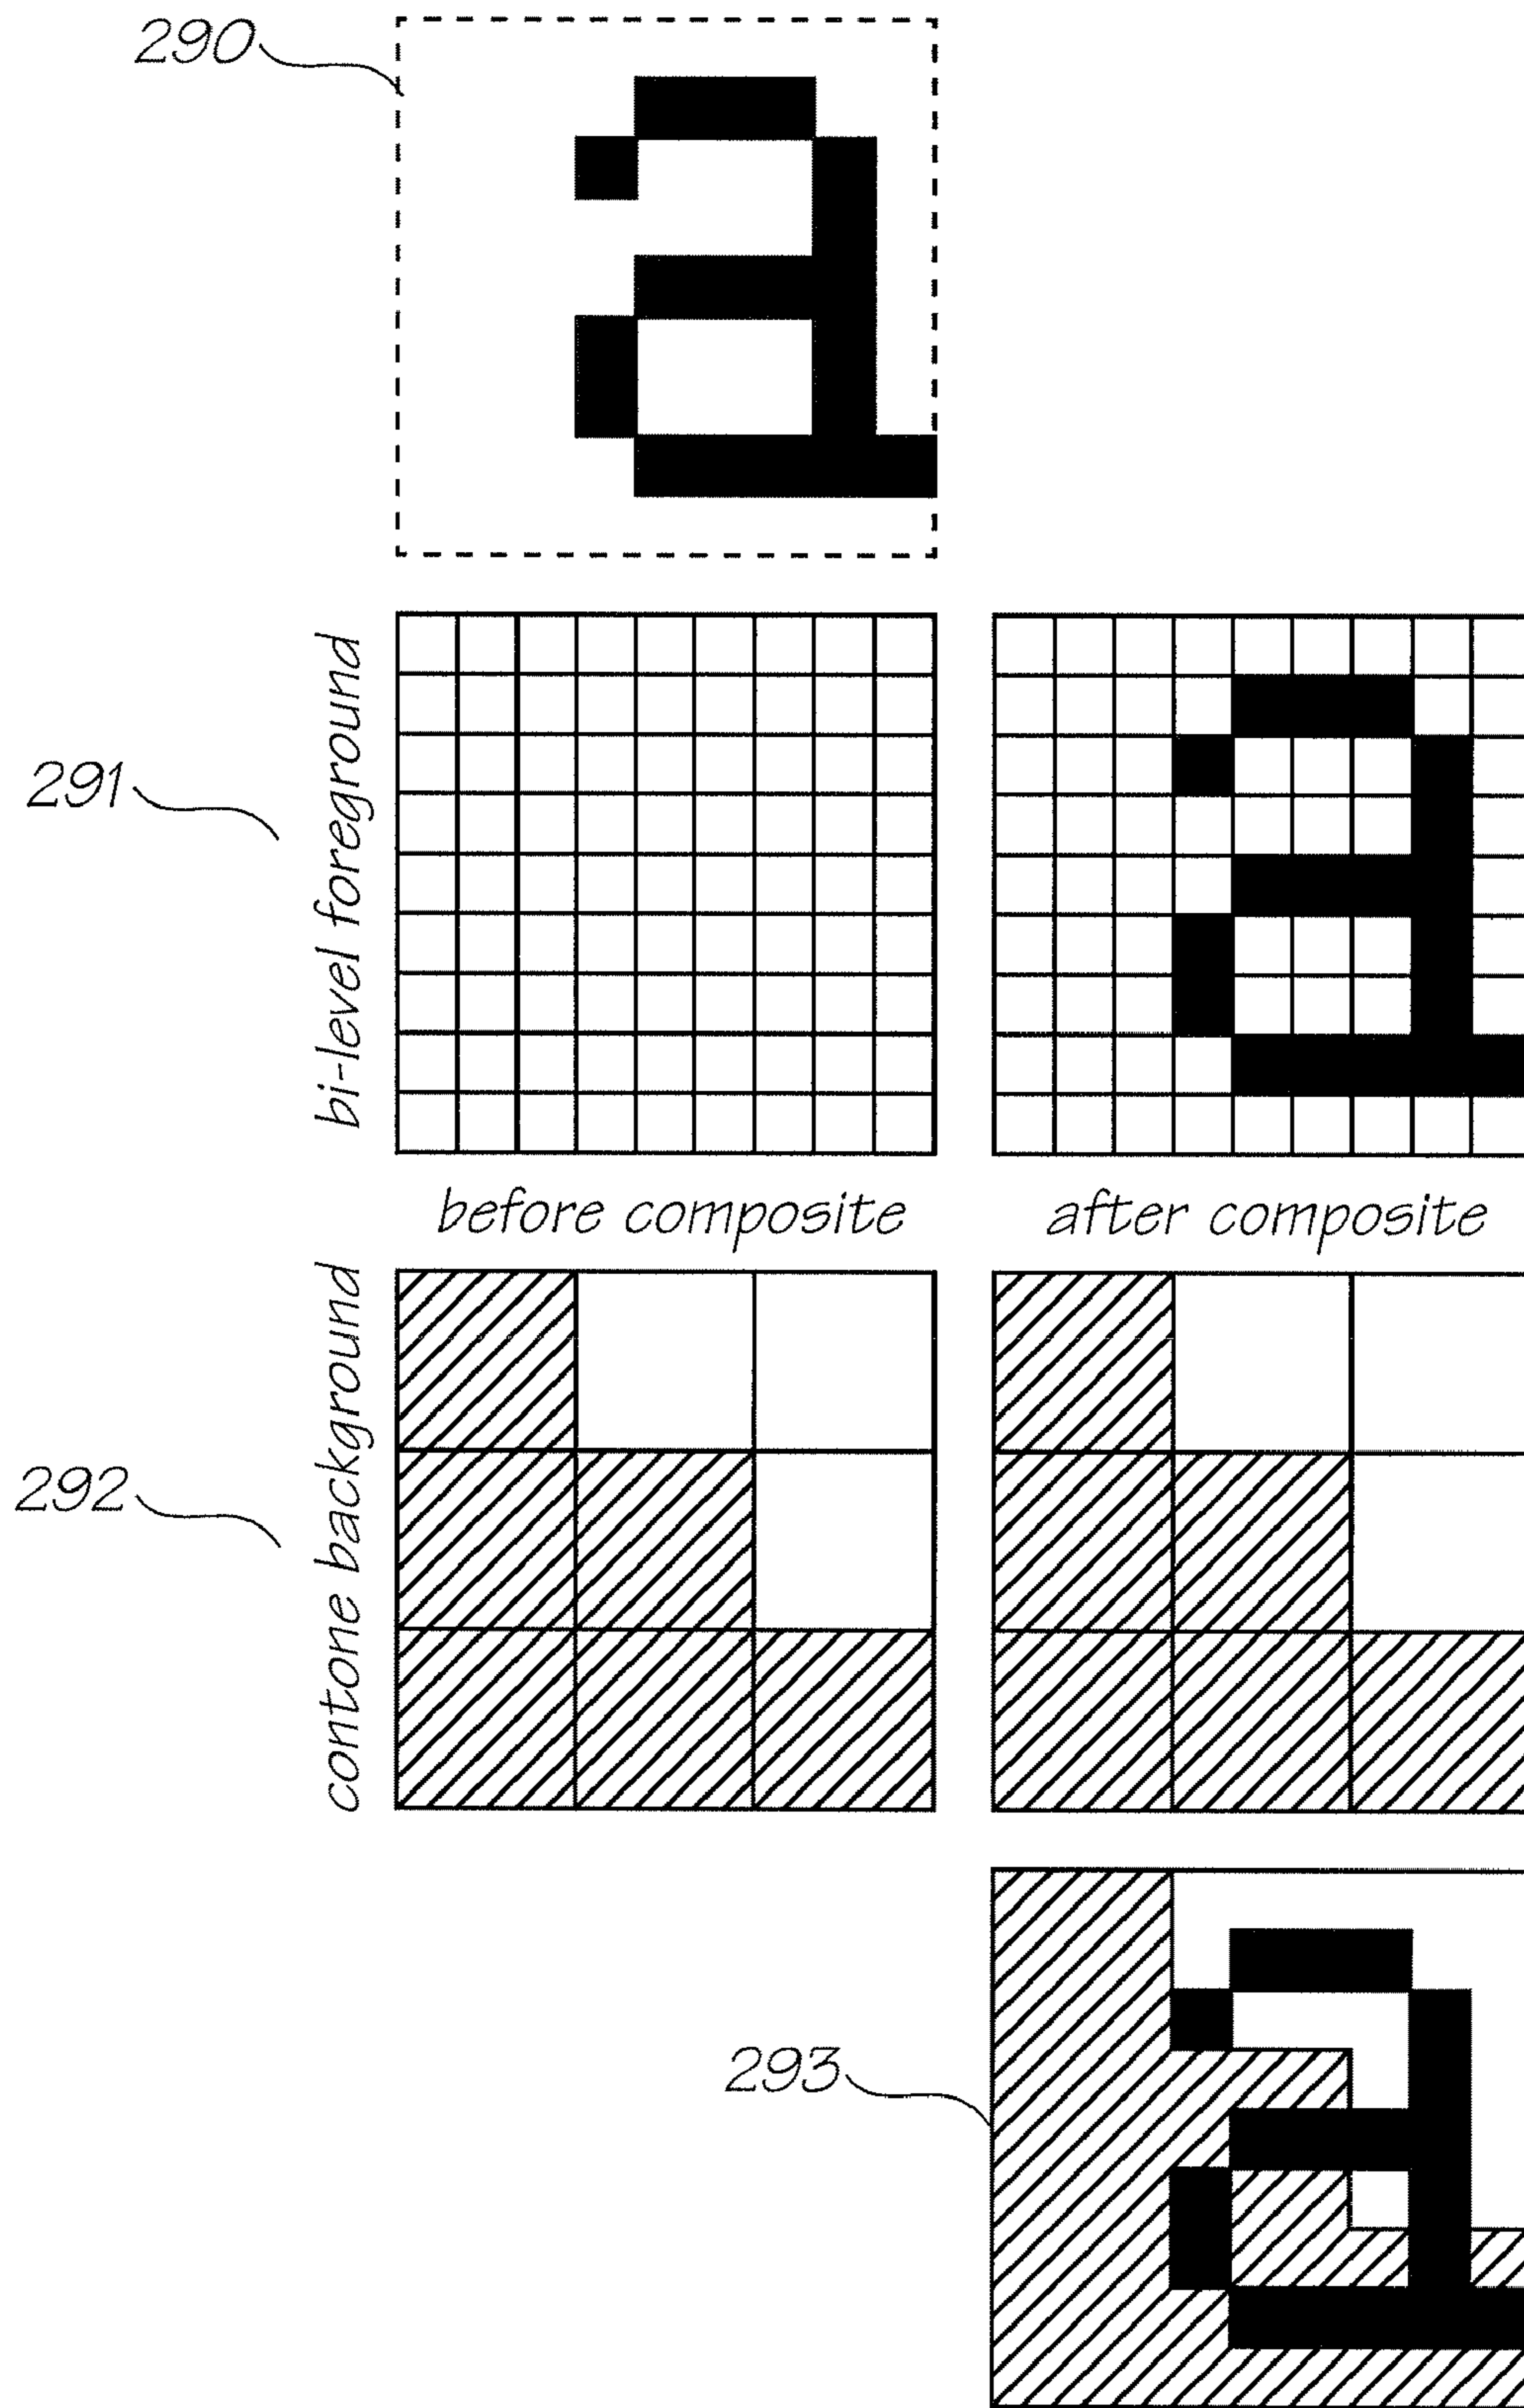 290
a
bi-level foreground
291
a
before composite
after composite
contone background
292
293
a